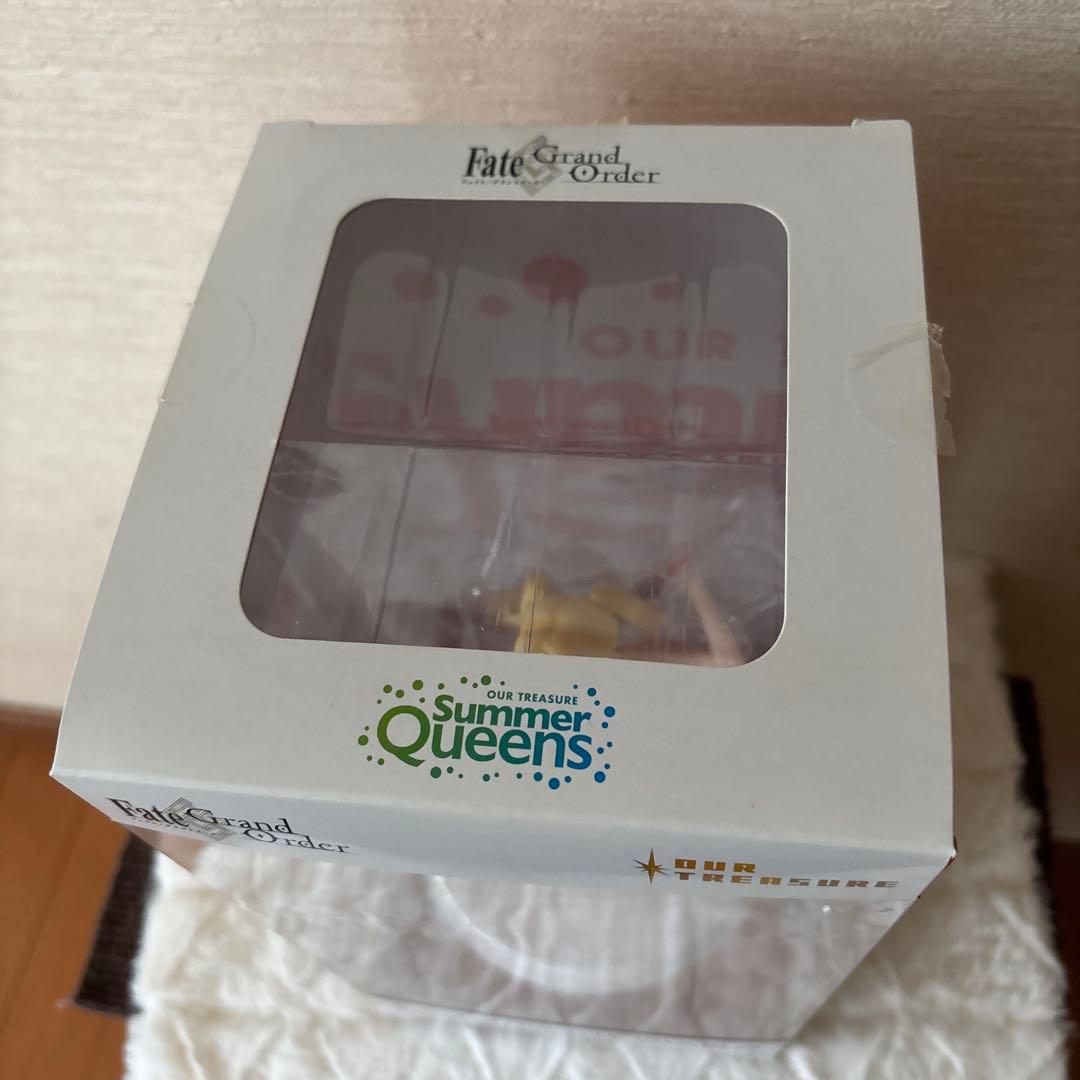 Fate Grand
Order
フェイト/グランドオーダー
OUR
OUR TREASURE
Summer
Queens
Fate Grand
Order
OUR
TREASURE